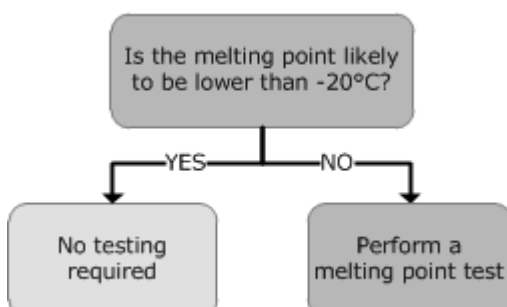 Is the melting point likely
to be lower than -20°C?
YES
NO
No testing
required
Perform a
melting point test